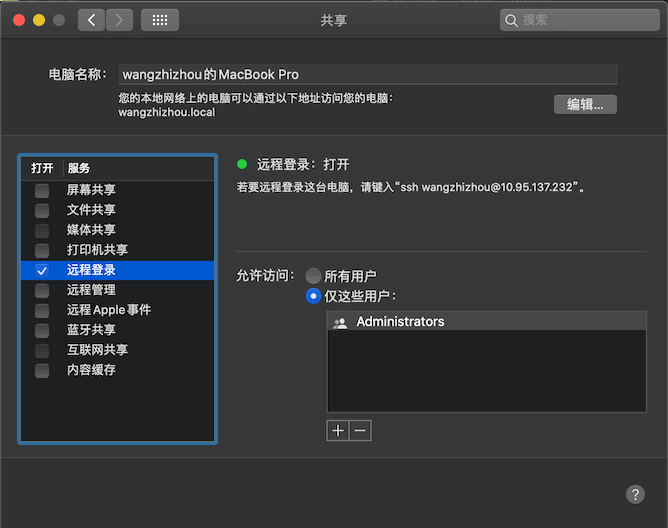 共享
搜索
电脑名称：
wangzhizhou的MacBook Pro
您的本地网络上的电脑可以通过以下地址访问您的电脑：
wangzhizhou.local
编辑...
打开 服务
屏幕共享
文件共享
媒体共享
打印机共享
远程登录
远程管理
远程Apple事件
蓝牙共享
互联网共享
内容缓存
远程登录：打开
若要远程登录这台电脑，请键入“ssh wangzhizhou@10.95.137.232”。
允许访问：
所有用户
仅这些用户：
Administrators
+ −
?